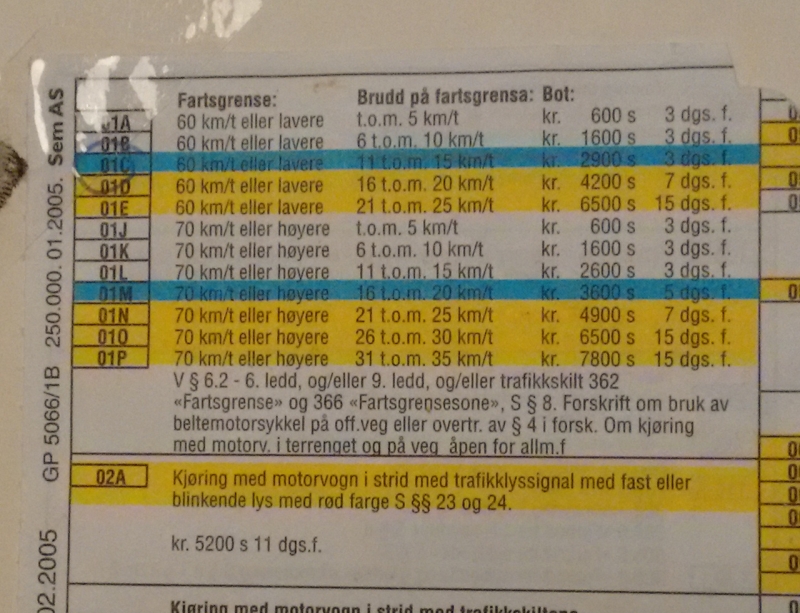 Fartsgrense: Brudd på fartsgrensa: Bot:
01A 60 km/t eller lavere t.o.m. 5 km/t kr. 600 s 3 dgs. f.
01B 60 km/t eller lavere 6 t.o.m. 10 km/t kr. 1600 s 3 dgs. f.
01C 60 km/t eller lavere 11 t.o.m. 15 km/t kr. 2900 s 3 dgs. f.
01D 60 km/t eller lavere 16 t.o.m. 20 km/t kr. 4200 s 7 dgs. f.
01E 60 km/t eller lavere 21 t.o.m. 25 km/t kr. 6500 s 15 dgs. f.
01J 70 km/t eller høyere t.o.m. 5 km/t kr. 600 s 3 dgs. f.
01K 70 km/t eller høyere 6 t.o.m. 10 km/t kr. 1600 s 3 dgs. f.
01L 70 km/t eller høyere 11 t.o.m. 15 km/t kr. 2600 s 3 dgs. f.
01M 70 km/t eller høyere 16 t.o.m. 20 km/t kr. 3600 s 5 dgs. f.
01N 70 km/t eller høyere 21 t.o.m. 25 km/t kr. 4900 s 7 dgs. f.
01O 70 km/t eller høyere 26 t.o.m. 30 km/t kr. 6500 s 15 dgs. f.
01P 70 km/t eller høyere 31 t.o.m. 35 km/t kr. 7800 s 15 dgs. f.
V § 6.2 - 6. ledd, og/eller 9. ledd, og/eller trafikkskilt 362
«Fartsgrense» og 366 «Fartsgrensesone», S § 8. Forskrift om bruk av
beltemotorsykkel på off.veg eller overtr. av § 4 i forsk. Om kjøring
med motorv. i terrenget og på veg åpen for allm.f
02A Kjøring med motorvogn i strid med trafikklyssignal med fast eller
blinkende lys med rød farge S §§ 23 og 24.
kr. 5200 s 11 dgs.f.
Kjøring med motorvogn i strid med trafikkskiltene
GP 5066/1B 250.000. 01.2005. Sem AS
02.2005